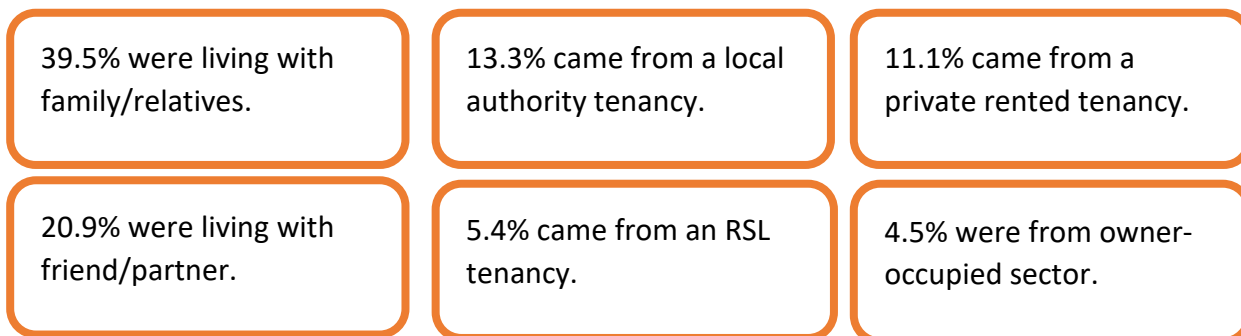 39.5% were living with
family/relatives.
13.3% came from a local
authority tenancy.
11.1% came from a
private rented tenancy.
20.9% were living with
friend/partner.
5.4% came from an RSL
tenancy.
4.5% were from owner-
occupied sector.